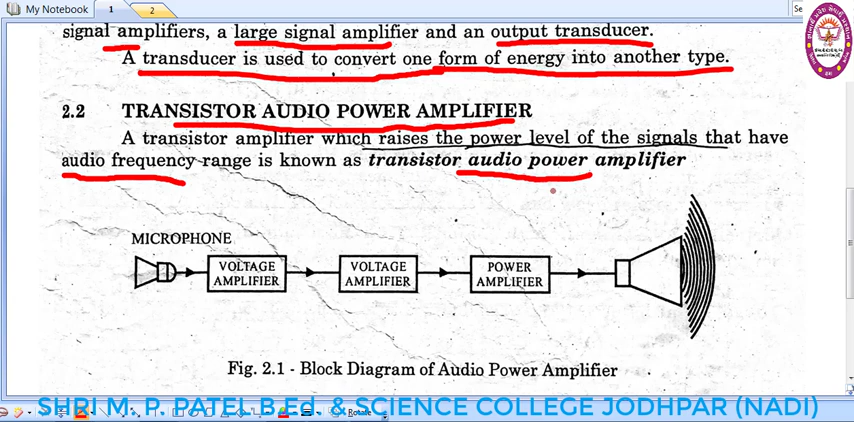 My Notebook 1 2
Se
signal amplifiers, a large signal amplifier and an output transducer.
A transducer is used to convert one form of energy into another type.
2.2 TRANSISTOR AUDIO POWER AMPLIFIER
A transistor amplifier which raises the power level of the signals that have
audio frequency range is known as transistor audio power amplifier
MICROPHONE
VOLTAGE
AMPLIFIER
VOLTAGE
AMPLIFIER
POWER
AMPLIFIER
Fig. 2.1 - Block Diagram of Audio Power Amplifier
SHRI M. P. PATEL B.Ed. & SCIENCE COLLEGE JODHPAR (NADI)
Rotate